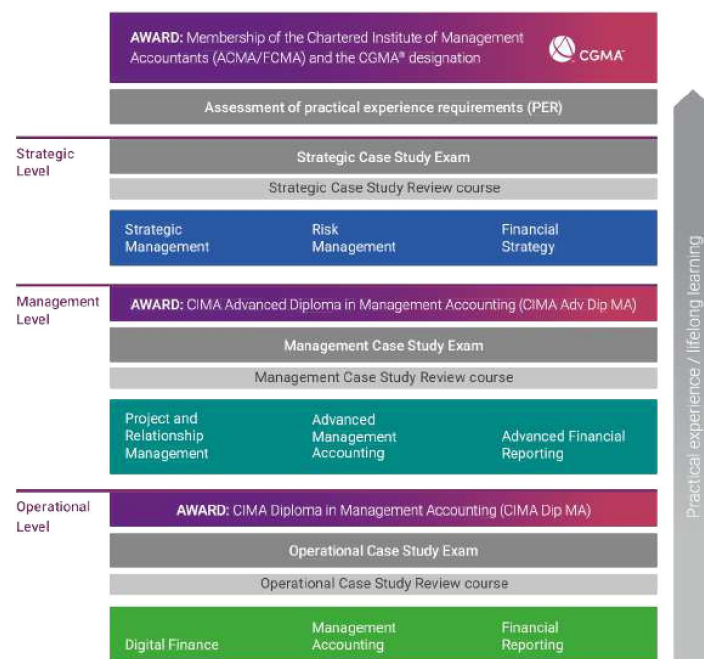 AWARD: Membership of the Chartered Institute of Management
Accountants (ACMA/FCMA) and the CGMA® designation
CGMA™
Assessment of practical experience requirements (PER)
Strategic
Level
Strategic Case Study Exam
Strategic Case Study Review course
Strategic
Management
Risk
Management
Financial
Strategy
Management
Level
AWARD: CIMA Advanced Diploma in Management Accounting (CIMA Adv Dip MA)
Management Case Study Exam
Management Case Study Review course
Project and
Relationship
Management
Advanced
Management
Accounting
Advanced Financial
Reporting
Operational
Level
AWARD: CIMA Diploma in Management Accounting (CIMA Dip MA)
Operational Case Study Exam
Operational Case Study Review course
Digital Finance
Management
Accounting
Financial
Reporting
Practical experience / lifelong learning